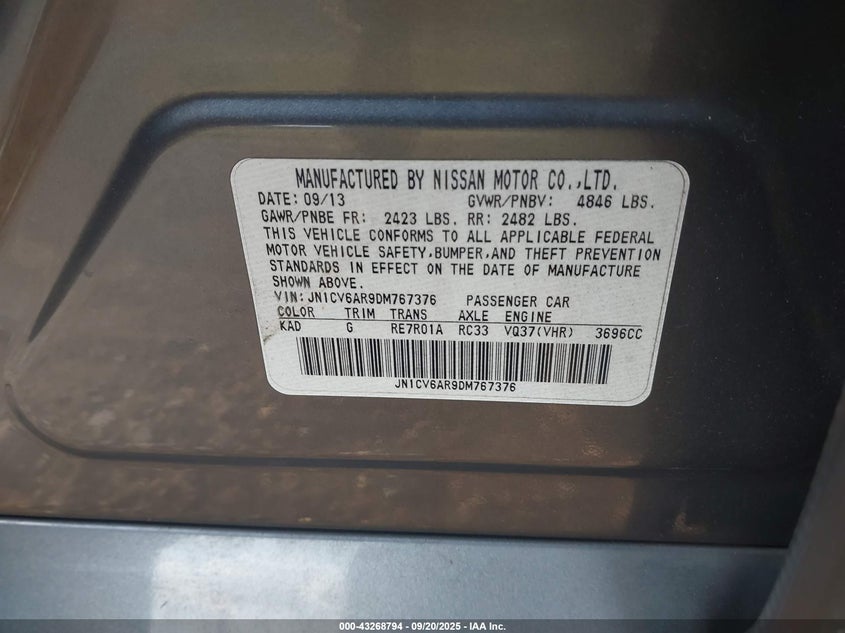 MANUFACTURED BY NISSAN MOTOR CO.,LTD.
DATE: 09/13 GVWR/PNBV: 4846 LBS.
GAWR/PNBE FR: 2423 LBS. RR: 2482 LBS.
THIS VEHICLE CONFORMS TO ALL APPLICABLE FEDERAL
MOTOR VEHICLE SAFETY,BUMPER,AND THEFT PREVENTION
STANDARDS IN EFFECT ON THE DATE OF MANUFACTURE
SHOWN ABOVE.
VIN: JN1CV6AR9DM767376 PASSENGER CAR
COLOR TRIM TRANS AXLE ENGINE
KAD G RE7R01A RC33 VQ37(VHR) 3696CC
JN1CV6AR9DM767376
000-43268794 - 09/20/2025 - IAA Inc.